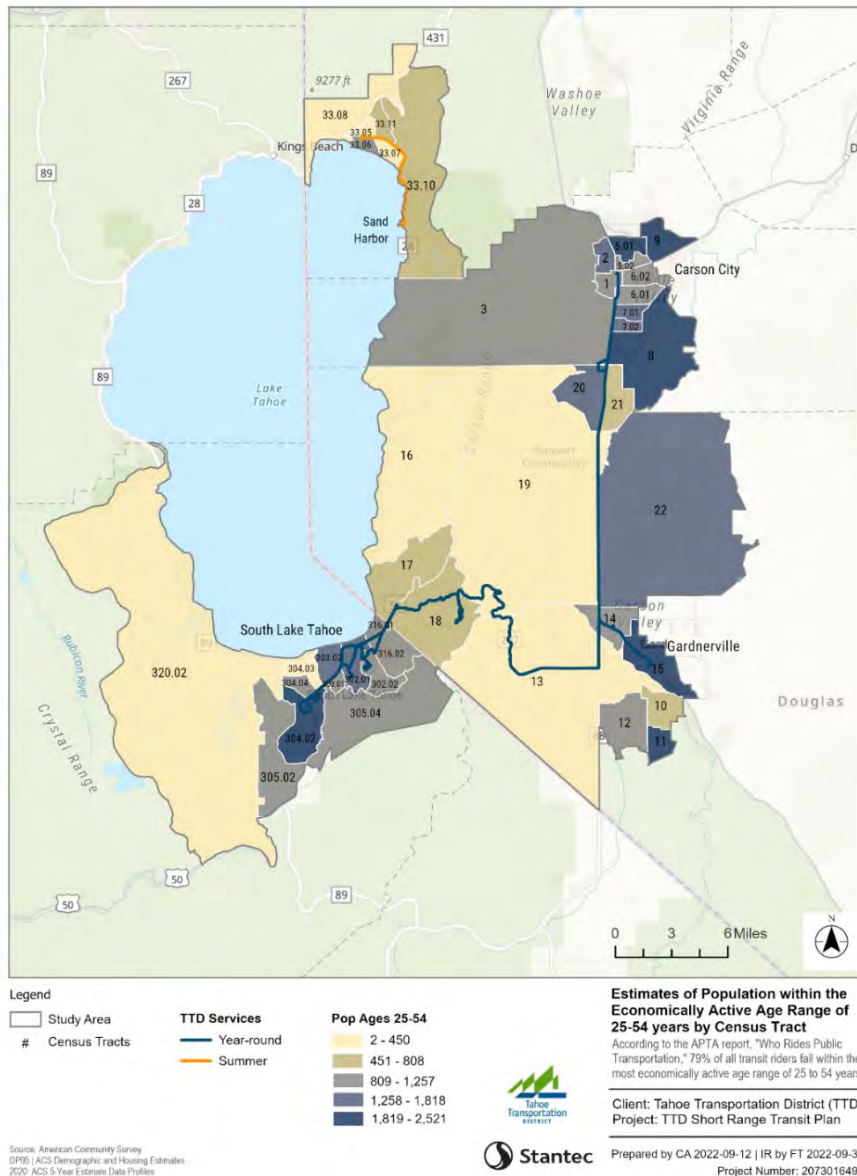 431
267
9277 ft
Washoe
Valley
Virginia Range
33.08
33.11
33.05
Kings Beach
33.06
33.07
89
28
33.10
Sand
Harbor
28
9
5.01
2
5.02
Carson City
6.02
1
6.01
3
7.01
7.02
8
89
Lake
Tahoe
20
21
16
19
22
17
South Lake Tahoe
18
14
Carson
Valley
Gardnerville
89
316.02
303.02
304.03
15
320.02
304.04
302.01
302.02
13
Rubicon River
305.04
10
Douglas
12
304.02
11
Crystal Range
305.02
50
50
89
N
0 3 6 Miles
Legend
Study Area
# Census Tracts
TTD Services
Year-round
Summer
Pop Ages 25-54
2 - 450
451 - 808
809 - 1,257
1,258 - 1,818
1,819 - 2,521
Tahoe
Transportation
DISTRICT
Stantec
Estimates of Population within the
Economically Active Age Range of
25-54 years by Census Tract
According to the APTA report, "Who Rides Public
Transportation," 79% of all transit riders fall within the
most economically active age range of 25 to 54 years
Client: Tahoe Transportation District (TTD
Project: TTD Short Range Transit Plan
Prepared by CA 2022-09-12 | IR by FT 2022-09-3
Project Number: 207301649
Source: American Community Survey
DP05 | ACS Demographic and Housing Estimates
2020: ACS 5-Year Estimate Data Profiles